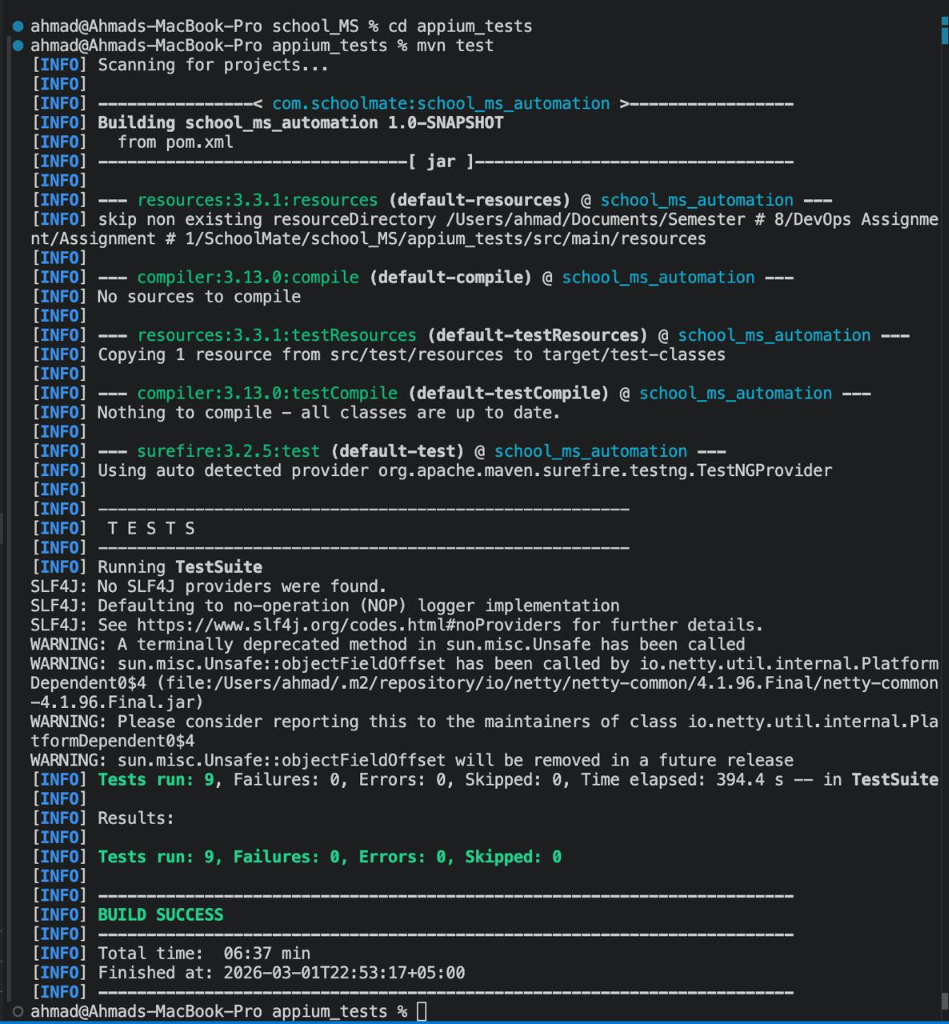 ahmad@Ahmads-MacBook-Pro school_MS % cd appium_tests
ahmad@Ahmads-MacBook-Pro appium_tests % mvn test
[INFO] Scanning for projects...
[INFO]
[INFO] ----------------< com.schoolmate:school_ms_automation >-----------------
[INFO] Building school_ms_automation 1.0-SNAPSHOT
[INFO]   from pom.xml
[INFO] --------------------------------[ jar ]---------------------------------
[INFO]
[INFO] --- resources:3.3.1:resources (default-resources) @ school_ms_automation ---
[INFO] skip non existing resourceDirectory /Users/ahmad/Documents/Semester # 8/DevOps Assignme
nt/Assignment # 1/SchoolMate/school_MS/appium_tests/src/main/resources
[INFO]
[INFO] --- compiler:3.13.0:compile (default-compile) @ school_ms_automation ---
[INFO] No sources to compile
[INFO]
[INFO] --- resources:3.3.1:testResources (default-testResources) @ school_ms_automation ---
[INFO] Copying 1 resource from src/test/resources to target/test-classes
[INFO]
[INFO] --- compiler:3.13.0:testCompile (default-testCompile) @ school_ms_automation ---
[INFO] Nothing to compile - all classes are up to date.
[INFO]
[INFO] --- surefire:3.2.5:test (default-test) @ school_ms_automation ---
[INFO] Using auto detected provider org.apache.maven.surefire.testng.TestNGProvider
[INFO]
[INFO] -------------------------------------------------------
[INFO]  T E S T S
[INFO] -------------------------------------------------------
[INFO] Running TestSuite
SLF4J: No SLF4J providers were found.
SLF4J: Defaulting to no-operation (NOP) logger implementation
SLF4J: See https://www.slf4j.org/codes.html#noProviders for further details.
WARNING: A terminally deprecated method in sun.misc.Unsafe has been called
WARNING: sun.misc.Unsafe::objectFieldOffset has been called by io.netty.util.internal.Platform
Dependent0$4 (file:/Users/ahmad/.m2/repository/io/netty/netty-common/4.1.96.Final/netty-common
-4.1.96.Final.jar)
WARNING: Please consider reporting this to the maintainers of class io.netty.util.internal.Pla
tformDependent0$4
WARNING: sun.misc.Unsafe::objectFieldOffset will be removed in a future release
[INFO] Tests run: 9, Failures: 0, Errors: 0, Skipped: 0, Time elapsed: 394.4 s -- in TestSuite
[INFO]
[INFO] Results:
[INFO]
[INFO] Tests run: 9, Failures: 0, Errors: 0, Skipped: 0
[INFO]
[INFO] ------------------------------------------------------------------------
[INFO] BUILD SUCCESS
[INFO] ------------------------------------------------------------------------
[INFO] Total time:  06:37 min
[INFO] Finished at: 2026-03-01T22:53:17+05:00
[INFO] ------------------------------------------------------------------------
ahmad@Ahmads-MacBook-Pro appium_tests %